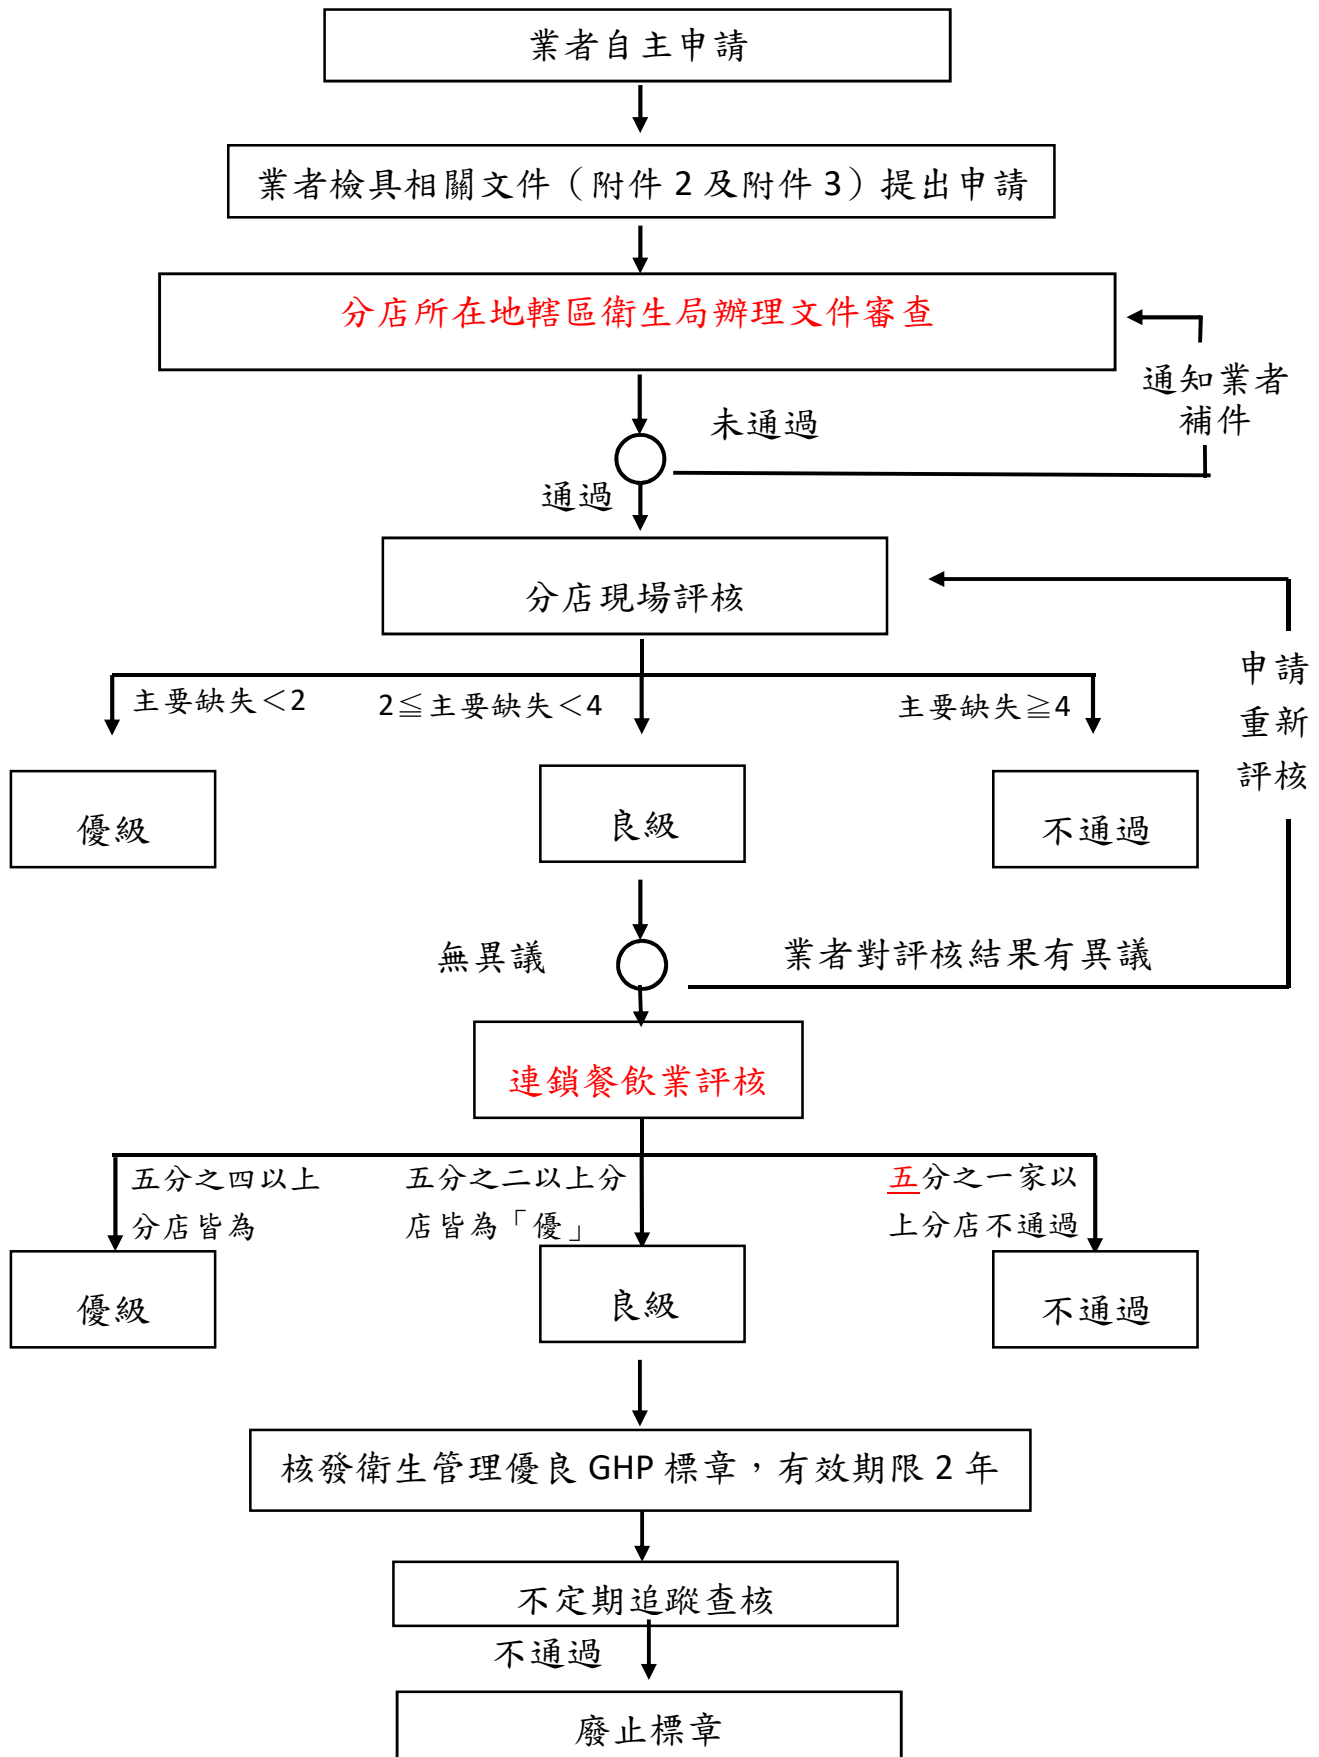 業者自主申請
業者檢具相關文件（附件 2 及附件 3）提出申請
分店所在地轄區衛生局辦理文件審查
通知業者
補件
未通過
通過
分店現場評核
申請
重新
評核
主要缺失＜2
2≦主要缺失＜4
主要缺失≧4
優級
良級
不通過
無異議
業者對評核結果有異議
連鎖餐飲業評核
五分之四以上
分店皆為
五分之二以上分
店皆為「優」
五分之一家以
上分店不通過
優級
良級
不通過
核發衛生管理優良 GHP 標章，有效期限 2 年
不定期追蹤查核
不通過
廢止標章